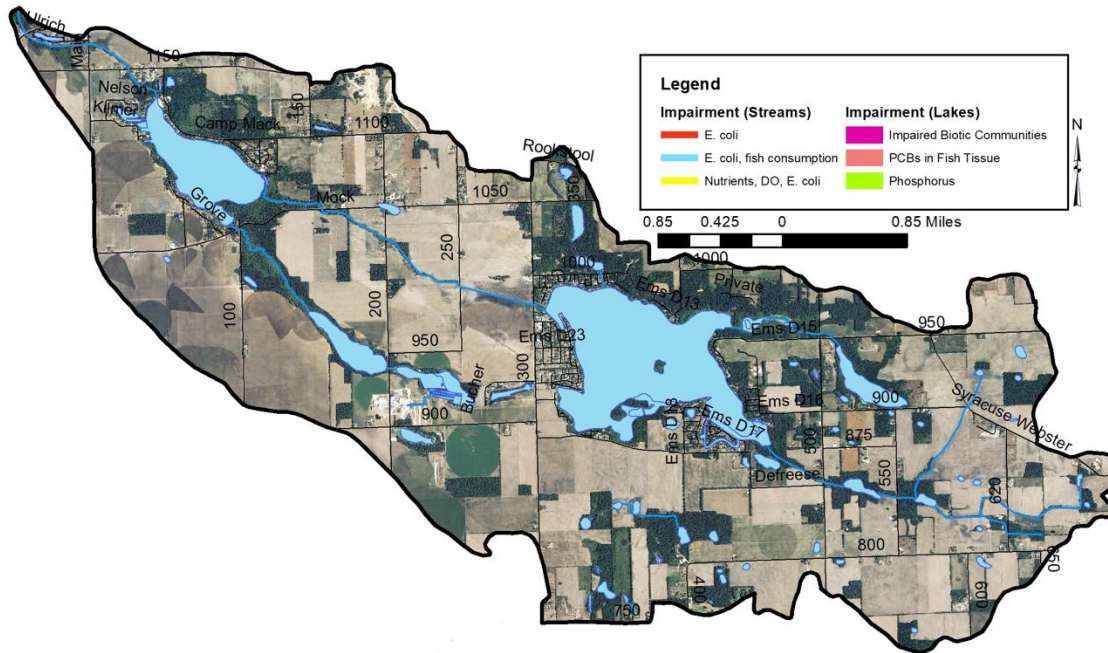 Ulrich
Main
1150
Nelson
Kilmer
Camp Mack
150
1100
Rookstool
350
Mock
1050
Grove
250
1000
1000
Ems D13
Private
100
200
950
Ems D23
Ems D15
950
300
Bucher
900
Ems D16
Ems D17
Ems D18
900
Syracuse Webster
500
875
550
Defreese
620
800
650
400
600
750
Legend
Impairment (Streams)
E. coli
E. coli, fish consumption
Nutrients, DO, E. coli
Impairment (Lakes)
Impaired Biotic Communities
PCBs in Fish Tissue
Phosphorus
N
0.85 0.425 0 0.85 Miles